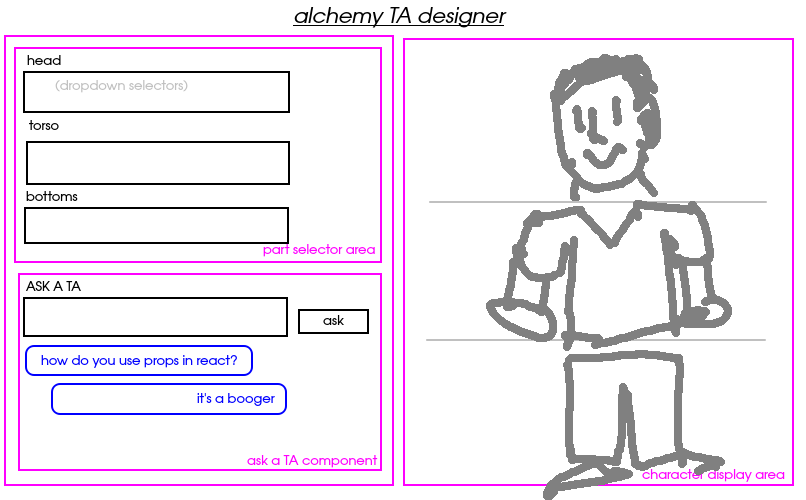 alchemy TA designer
head
(dropdown selectors)
torso
bottoms
part selector area
ASK A TA
ask
how do you use props in react?
it's a booger
ask a TA component
character display area